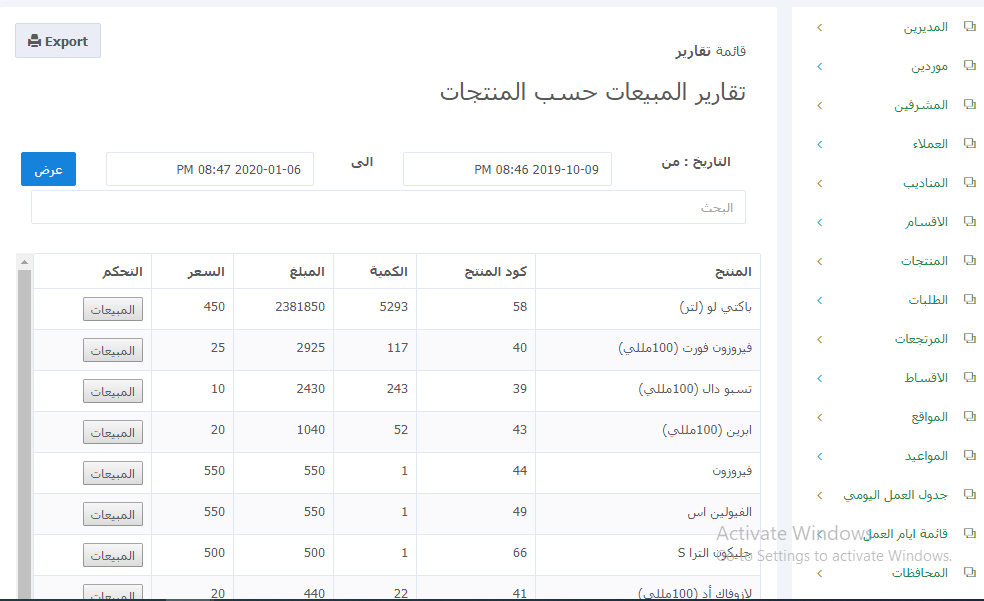 المديرين
موردين
المشرفين
العملاء
المناديب
الاقسام
المنتجات
الطلبات
المرتجعات
الاقساط
المواقع
المواعيد
جدول العمل اليومي
قائمة ايام العمل
المحافظات
Export
قائمة تقارير
تقارير المبيعات حسب المنتجات
التاريخ : من 2019-10-09 08:46 PM الى 2020-01-06 08:47 PM عرض
البحث
المنتج كود المنتج الكمية المبلغ السعر التحكم
باكتي لو (لتر) 58 5293 2381850 450 المبيعات
فيروزون فورت (100مللي) 40 117 2925 25 المبيعات
تسبو دال (100مللي) 39 243 2430 10 المبيعات
ابرين (100مللي) 43 52 1040 20 المبيعات
فيروزون 44 1 550 550 المبيعات
الفيولين اس 49 1 550 550 المبيعات
جليكون الترا S 66 1 500 500 المبيعات
لازوفاك أد (100مللي) 41 22 440 20 المبيعات
Activate Windows
Go to Settings to activate Windows.